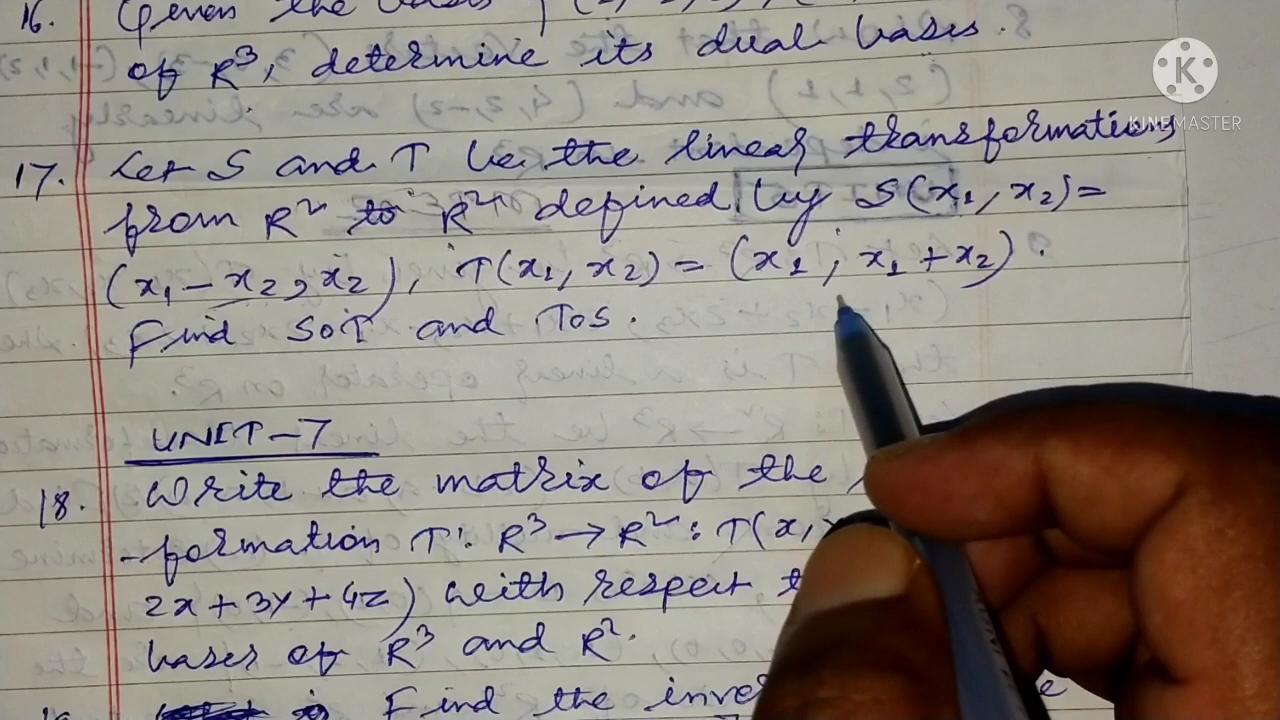 16. Given the bases
of R³, determine its dual bases.
17. Let S and T be the linear transformations
from R² to R² defined by S(x₁, x₂) =
(x₁ - x₂, x₂), T(x₁, x₂) = (x₁, x₁ + x₂).
Find SoT and ToS.
UNIT-7
18. Write the matrix of the
-formation T: R³ → R²: T(x,
2x + 3y + 4z) with respect
bases of R³ and R².
Find the
K
KINEMASTER